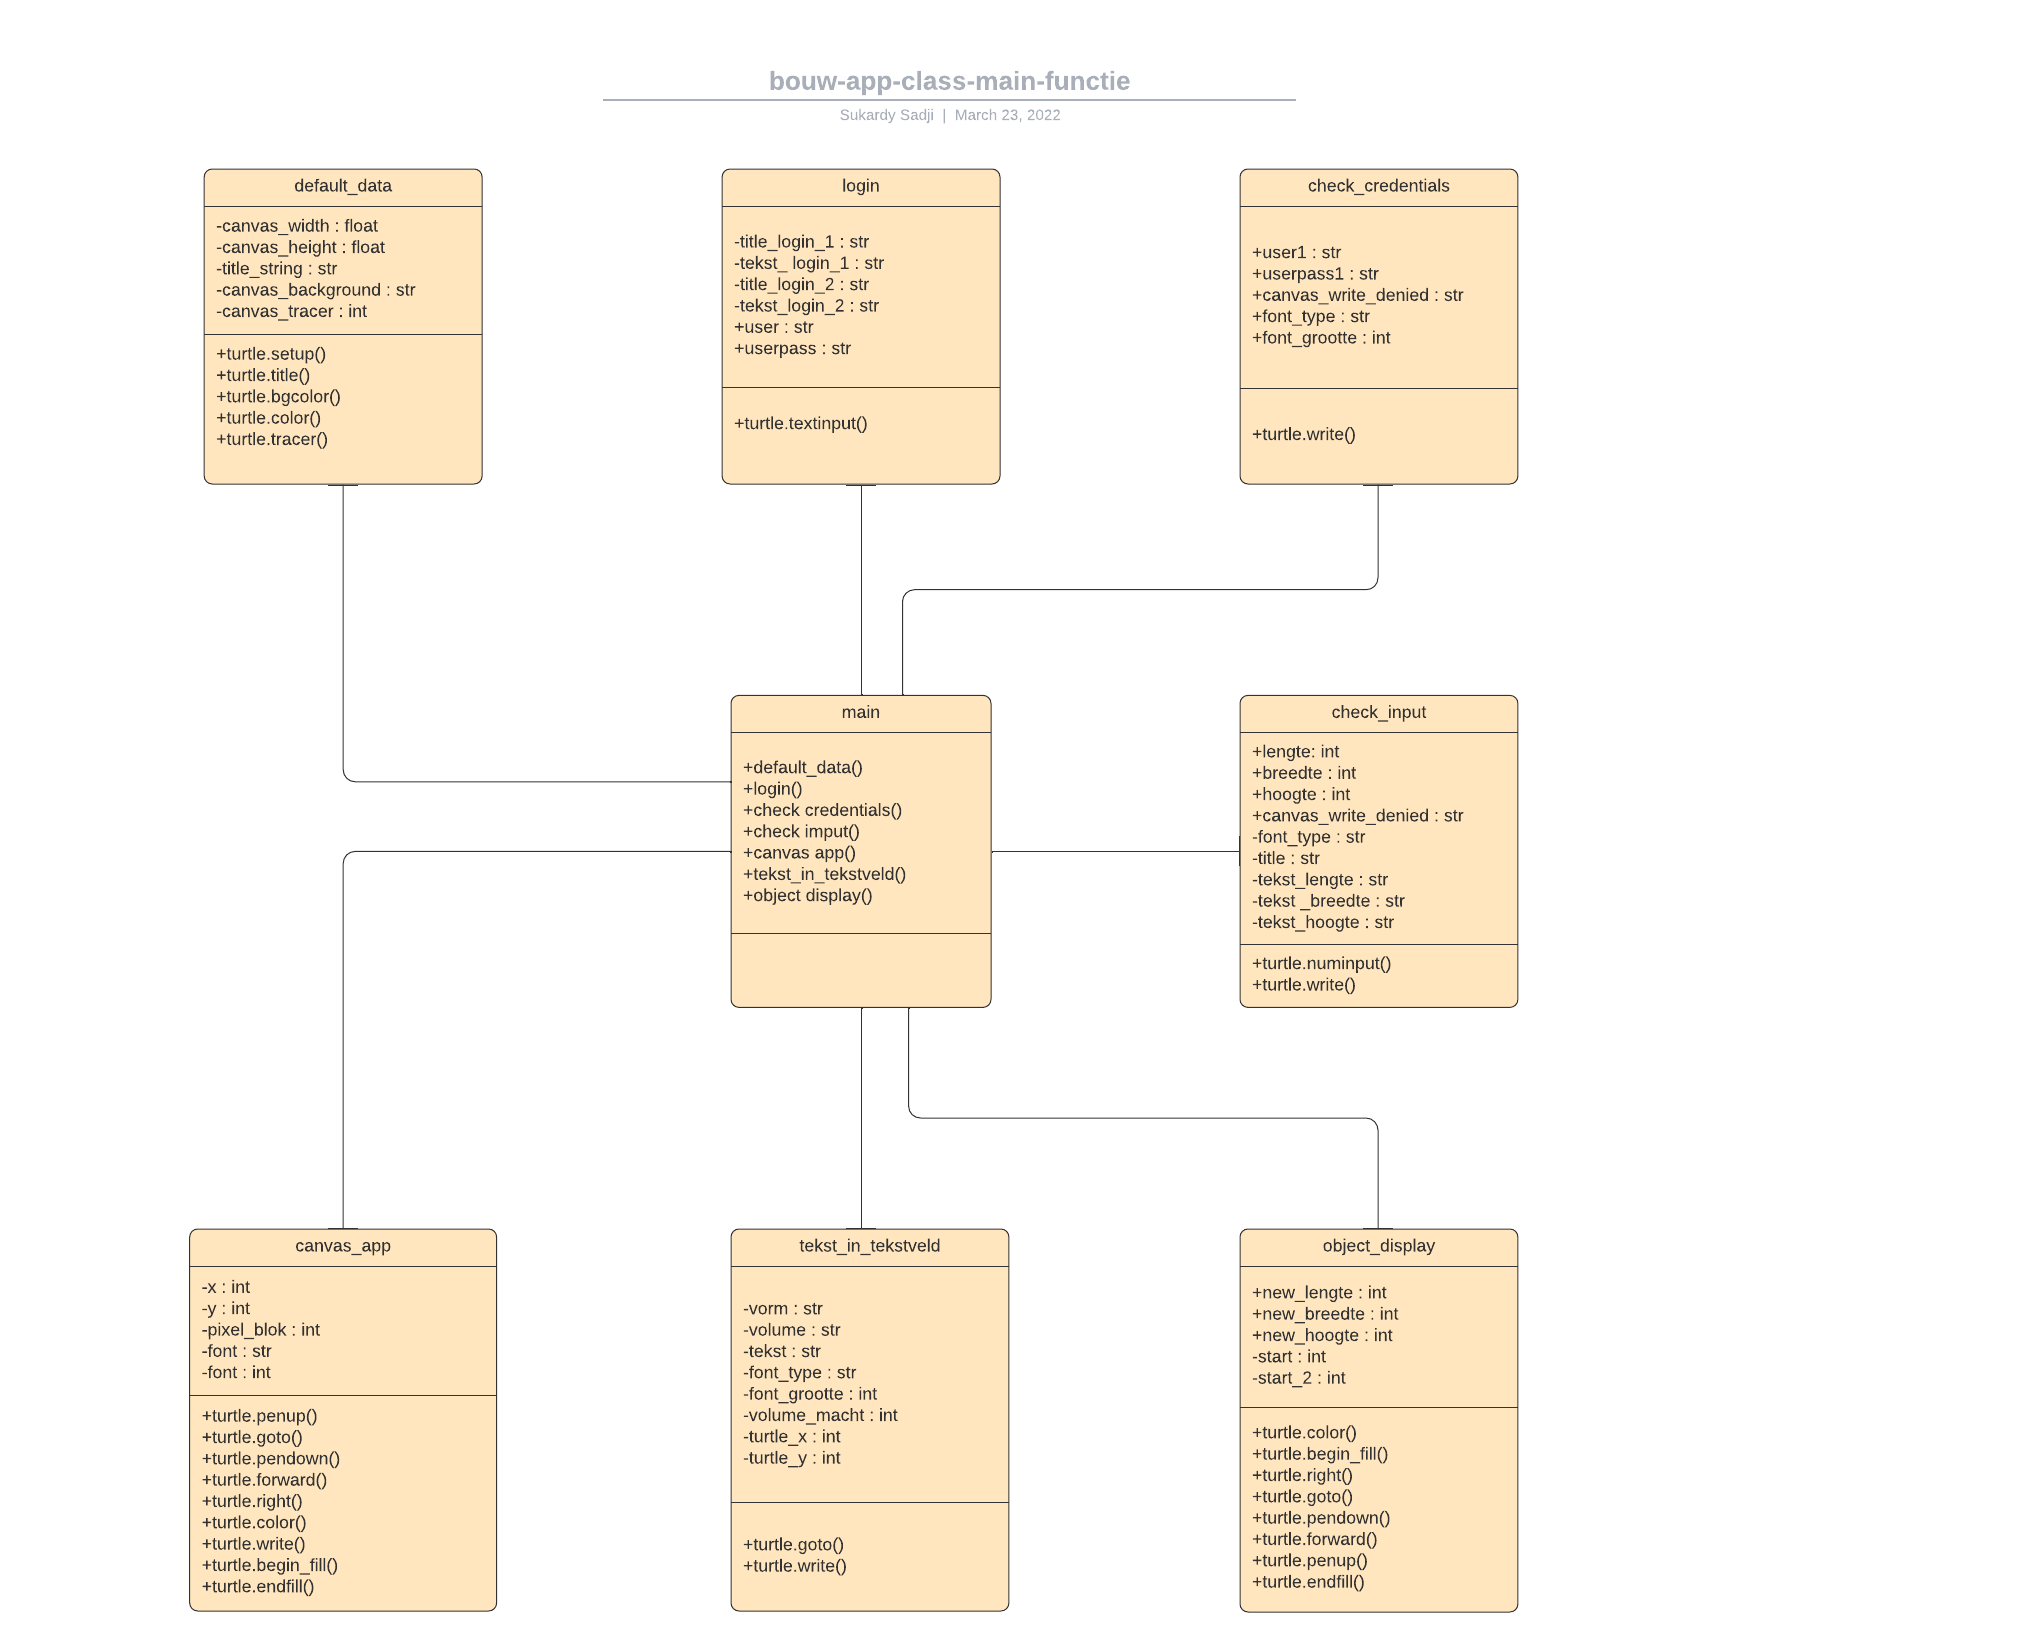 bouw-app-class-main-functie
Sukardy Sadji | March 23, 2022
default_data
-canvas_width : float
-canvas_height : float
-title_string : str
-canvas_background : str
-canvas_tracer : int
+turtle.setup()
+turtle.title()
+turtle.bgcolor()
+turtle.color()
+turtle.tracer()
login
-title_login_1 : str
-tekst_ login_1 : str
-title_login_2 : str
-tekst_login_2 : str
+user : str
+userpass : str
+turtle.textinput()
check_credentials
+user1 : str
+userpass1 : str
+canvas_write_denied : str
+font_type : str
+font_grootte : int
+turtle.write()
main
+default_data()
+login()
+check credentials()
+check imput()
+canvas app()
+tekst_in_tekstveld()
+object display()
check_input
+lengte: int
+breedte : int
+hoogte : int
+canvas_write_denied : str
-font_type : str
-title : str
-tekst_lengte : str
-tekst _breedte : str
-tekst_hoogte : str
+turtle.numinput()
+turtle.write()
canvas_app
-x : int
-y : int
-pixel_blok : int
-font : str
-font : int
+turtle.penup()
+turtle.goto()
+turtle.pendown()
+turtle.forward()
+turtle.right()
+turtle.color()
+turtle.write()
+turtle.begin_fill()
+turtle.endfill()
tekst_in_tekstveld
-vorm : str
-volume : str
-tekst : str
-font_type : str
-font_grootte : int
-volume_macht : int
-turtle_x : int
-turtle_y : int
+turtle.goto()
+turtle.write()
object_display
+new_lengte : int
+new_breedte : int
+new_hoogte : int
-start : int
-start_2 : int
+turtle.color()
+turtle.begin_fill()
+turtle.right()
+turtle.goto()
+turtle.pendown()
+turtle.forward()
+turtle.penup()
+turtle.endfill()